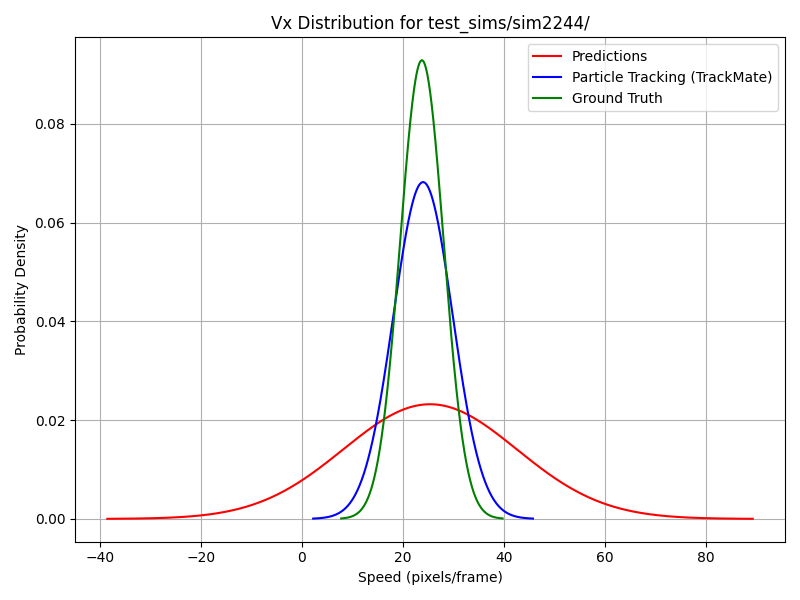 Vx Distribution for test_sims/sim2244/
Predictions
Particle Tracking (TrackMate)
Ground Truth
Probability Density
0.08
0.06
0.04
0.02
0.00
−40
−20
0
20
40
60
80
Speed (pixels/frame)